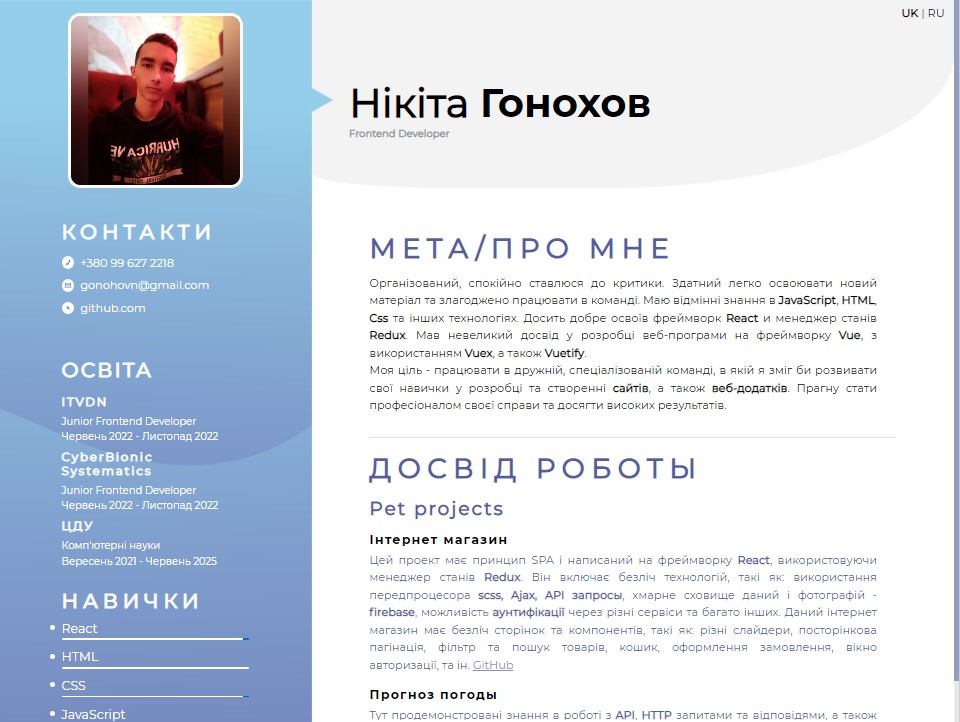 UK | RU
HURRICANE
Нікіта Гонохов
Frontend Developer
КОНТАКТИ
+380 99 627 2218
gonohovn@gmail.com
github.com
ОСВІТА
ITVDN
Junior Frontend Developer
Червень 2022 - Листопад 2022
CyberBionic
Systematics
Junior Frontend Developer
Червень 2022 - Листопад 2022
ЦДУ
Комп'ютерні науки
Вересень 2021 - Червень 2025
НАВИЧКИ
React
HTML
CSS
JavaScript
МЕТА/ПРО МНЕ
Організований, спокійно ставлюся до критики. Здатний легко освоювати новий
матеріал та злагоджено працювати в команді. Маю відмінні знання в JavaScript, HTML,
Css та інших технологіях. Досить добре освоїв фреймворк React и менеджер станів
Redux. Мав невеликий досвід у розробці веб-програми на фреймворку Vue, з
використанням Vuex, а також Vuetify.
Моя ціль - працювати в дружній, спеціалізованій команді, в якій я зміг би розвивати
свої навички у розробці та створенні сайтів, а також веб-додатків. Прагну стати
професіоналом своєї справи та досягти високих результатів.
ДОСВІД РОБОТЫ
Pet projects
Інтернет магазин
Цей проект має принцип SPA і написаний на фреймворку React, використовуючи
менеджер станів Redux. Він включає безліч технологій, такі як: використання
передпроцесора scss, Ajax, API запросы, хмарне сховище даний і фотографій -
firebase, можливість аунтифікації через різні сервіси та багато інших. Даний інтернет
магазин має безліч сторінок та компонентів, такі як: різні слайдери, посторінкова
пагінація, фільтр та пошук товарів, кошик, оформлення замовлення, вікно
авторизації, та ін. GitHub
Прогноз погоды
Тут продемонстровані знання в роботі з API, HTTP запитами та відповідями, а також